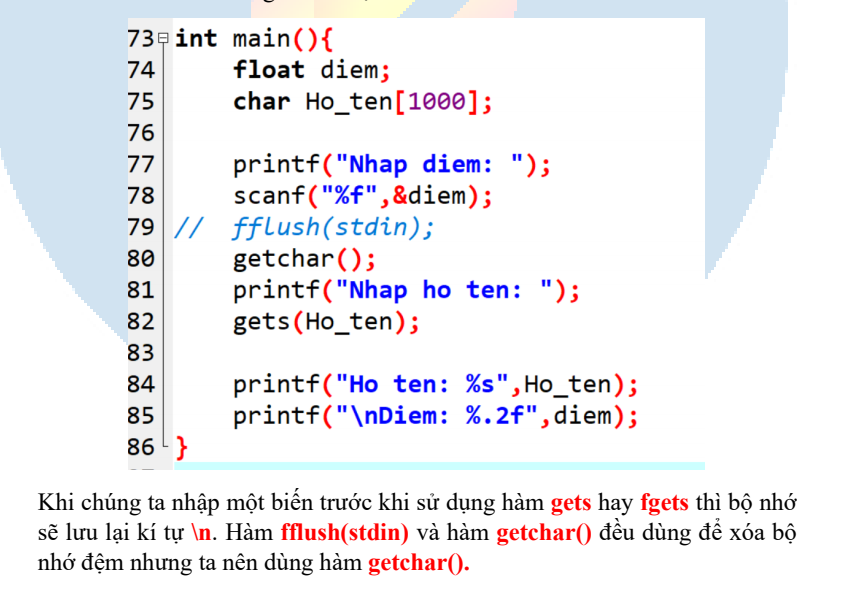 73 int main(){
74 float diem;
75 char Ho_ten[1000];
76
77 printf("Nhap diem: ");
78 scanf("%f",&diem);
79 // fflush(stdin);
80 getchar();
81 printf("Nhap ho ten: ");
82 gets(Ho_ten);
83
84 printf("Ho ten: %s",Ho_ten);
85 printf("\nDiem: %.2f",diem);
86 }
Khi chúng ta nhập một biến trước khi sử dụng hàm gets hay fgets thì bộ nhớ
sẽ lưu lại kí tự \n. Hàm fflush(stdin) và hàm getchar() đều dùng để xóa bộ
nhớ đệm nhưng ta nên dùng hàm getchar().